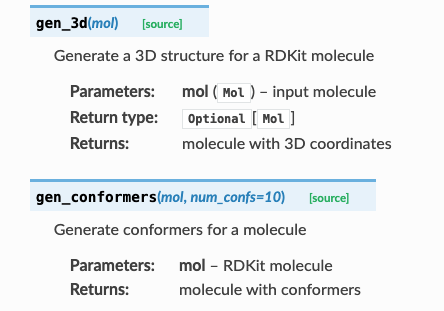 gen_3d(mol) [source]
Generate a 3D structure for a RDKit molecule
Parameters: mol ( Mol ) – input molecule
Return type: Optional [ Mol ]
Returns: molecule with 3D coordinates
gen_conformers(mol, num_confs=10) [source]
Generate conformers for a molecule
Parameters: mol – RDKit molecule
Returns: molecule with conformers